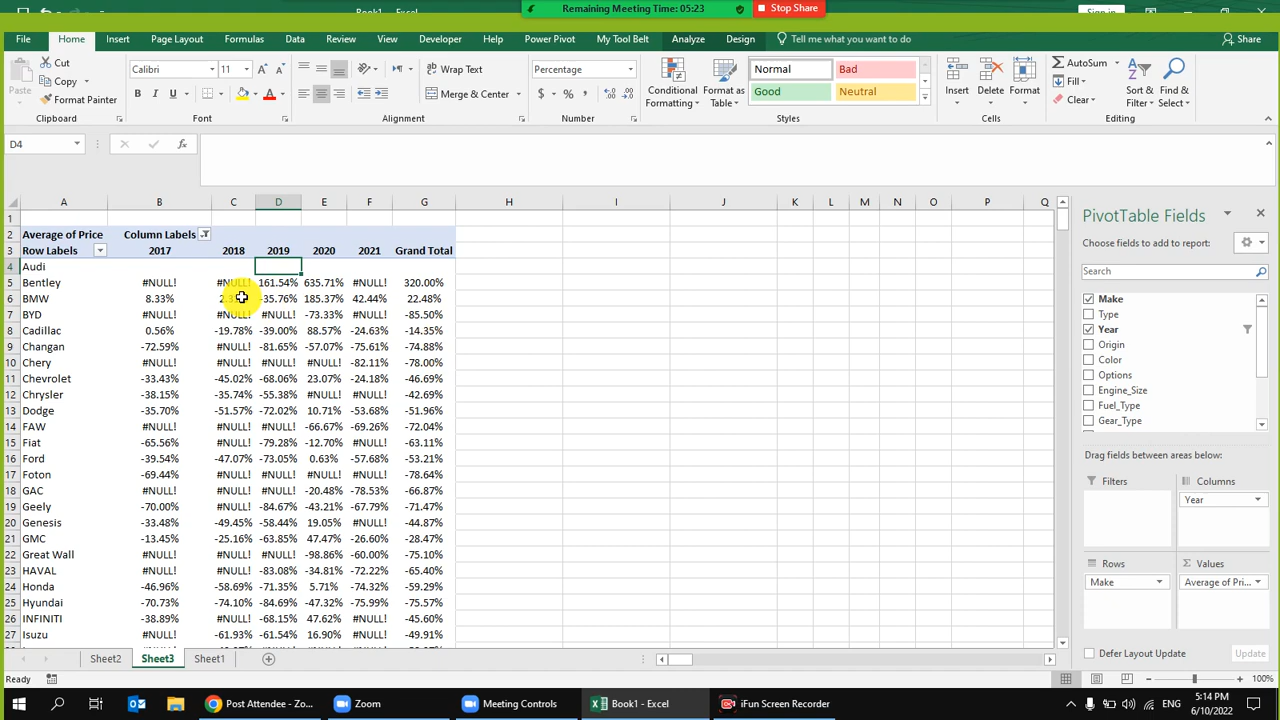 Book1 - Excel
Remaining Meeting Time: 05:23
Stop Share
Sign in
File Home Insert Page Layout Formulas Data Review View Developer Help Power Pivot My Tool Belt Analyze Design Tell me what you want to do Share
Paste
Cut
Copy
Format Painter
Clipboard
Calibri 11
B I U
Font
Wrap Text
Merge & Center
Alignment
Percentage
$ % ,
Number
Conditional Formatting
Format as Table
Normal Bad
Good Neutral
Styles
Insert Delete Format
Cells
AutoSum
Fill
Clear
Sort & Filter
Find & Select
Editing
D4
fx
A B C D E F G H I J K L M N O P Q
1
2 Average of Price Column Labels
3 Row Labels 2017 2018 2019 2020 2021 Grand Total
4 Audi
5 Bentley #NULL! #NULL! 161.54% 635.71% #NULL! 320.00%
6 BMW 8.33% -35.76% 185.37% 42.44% 22.48%
7 BYD #NULL! #NULL! #NULL! -73.33% #NULL! -85.50%
8 Cadillac 0.56% -19.78% -39.00% 88.57% -24.63% -14.35%
9 Changan -72.59% #NULL! -81.65% -57.07% -75.61% -74.88%
10 Chery #NULL! #NULL! #NULL! #NULL! -82.11% -78.00%
11 Chevrolet -33.43% -45.02% -68.06% 23.07% -24.18% -46.69%
12 Chrysler -38.15% -35.74% -55.38% #NULL! #NULL! -42.69%
13 Dodge -35.70% -51.57% -72.02% 10.71% -53.68% -51.96%
14 FAW #NULL! #NULL! #NULL! -66.67% -69.26% -72.04%
15 Fiat -65.56% #NULL! -79.28% -12.70% #NULL! -63.11%
16 Ford -39.54% -47.07% -73.05% 0.63% -57.68% -53.21%
17 Foton -69.44% #NULL! #NULL! #NULL! #NULL! -78.64%
18 GAC #NULL! #NULL! #NULL! -20.48% -78.53% -66.87%
19 Geely -70.00% #NULL! -84.67% -43.21% -67.79% -71.47%
20 Genesis -33.48% -49.45% -58.44% 19.05% #NULL! -44.87%
21 GMC -13.45% -25.16% -63.85% 47.47% -26.60% -28.47%
22 Great Wall #NULL! #NULL! #NULL! -98.86% -60.00% -75.10%
23 HAVAL #NULL! #NULL! -83.08% -34.81% -72.22% -65.40%
24 Honda -46.96% -58.69% -71.35% 5.71% -74.32% -59.29%
25 Hyundai -70.73% -74.10% -84.69% -47.32% -75.99% -75.57%
26 INFINITI -38.89% #NULL! -68.15% 47.62% #NULL! -45.60%
27 Isuzu #NULL! -61.93% -61.54% 16.90% #NULL! -49.91%
PivotTable Fields
Choose fields to add to report:
Search
Make
Type
Year
Origin
Color
Options
Engine_Size
Fuel_Type
Gear_Type
Drag fields between areas below:
Filters
Columns
Year
Rows
Make
Σ Values
Average of Pri...
Defer Layout Update Update
Sheet2 Sheet3 Sheet1
Ready
100%
Post Attendee - Zo...
Zoom
Meeting Controls
Book1 - Excel
iFun Screen Recorder
5:14 PM
6/10/2022